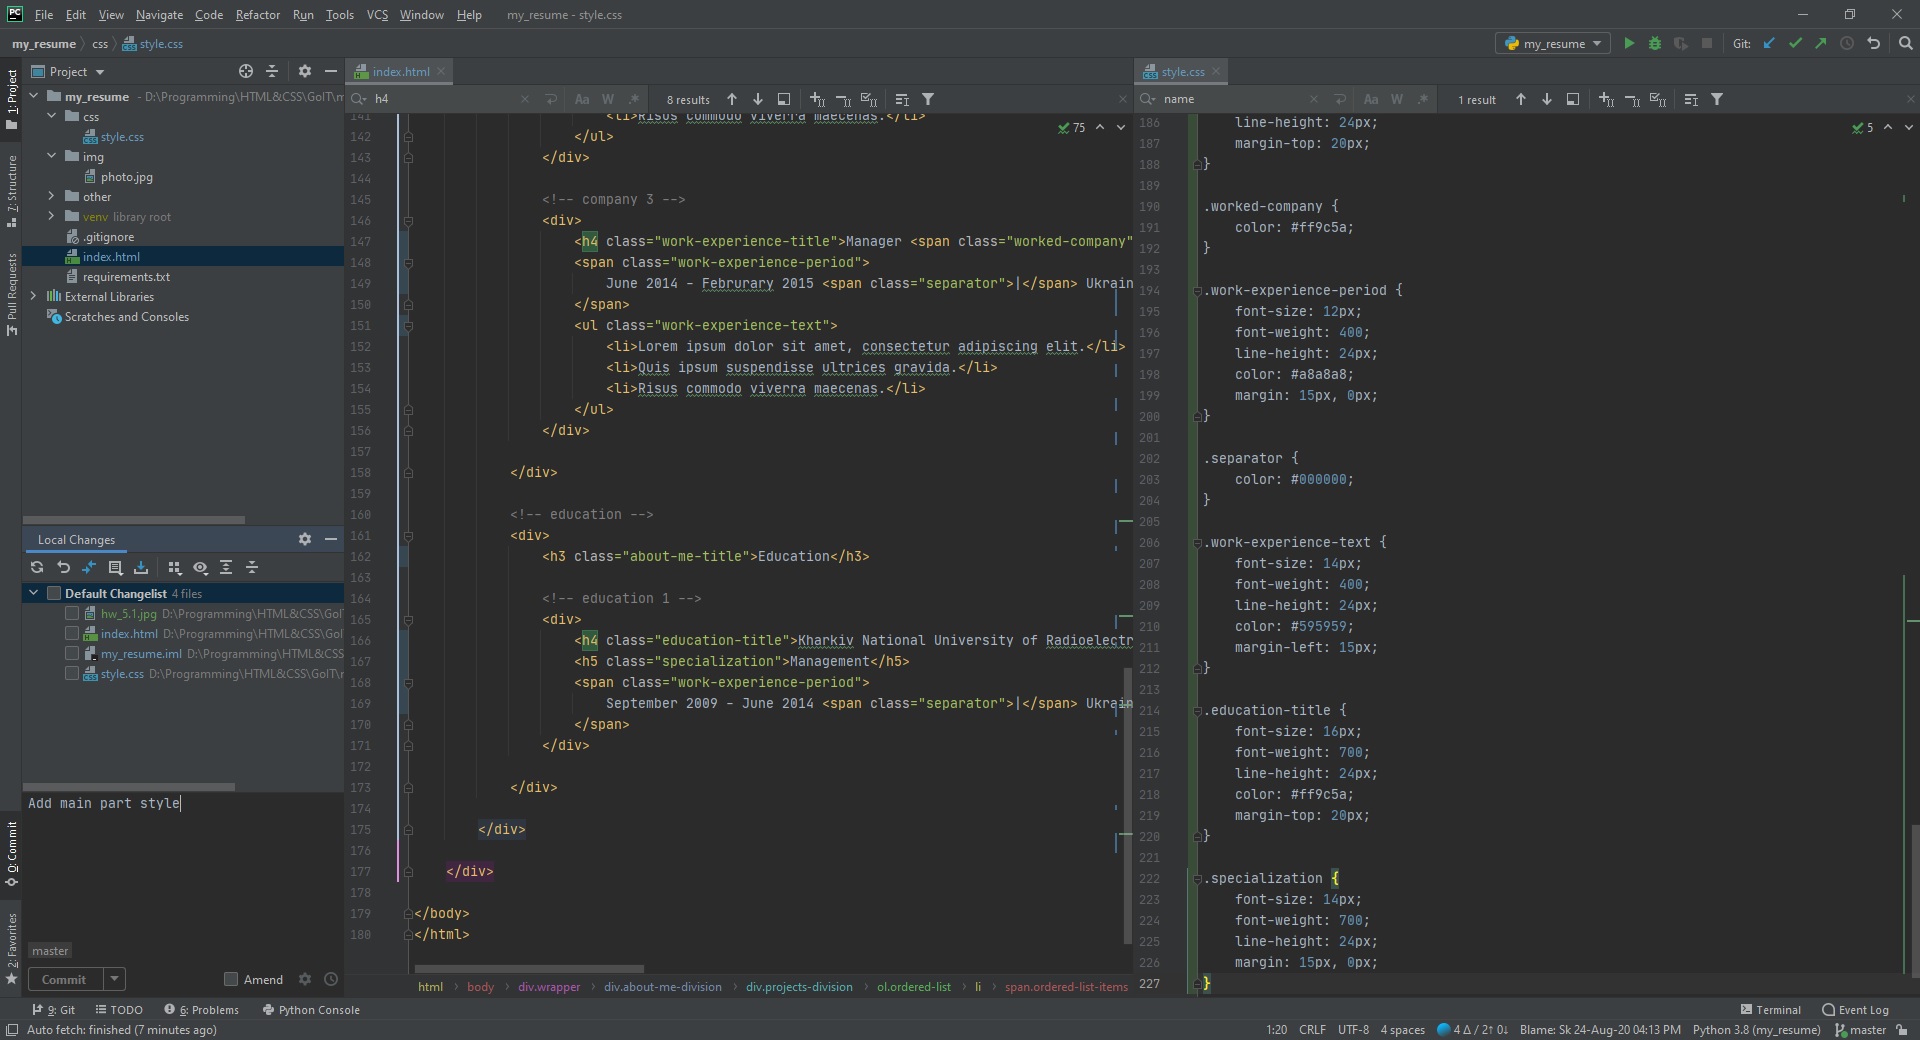 PC File Edit View Navigate Code Refactor Run Tools VCS Window Help my_resume - style.css
my_resume css style.css
my_resume Git:
1: Project
7: Structure
Pull Requests
0: Commit
2: Favorites
Project
my_resume - D:\Programming\HTML&CSS\GoIT\m
css
style.css
img
photo.jpg
other
venv library root
.gitignore
index.html
requirements.txt
External Libraries
Scratches and Consoles
Local Changes
Default Changelist 4 files
hw_5.1.jpg D:\Programming\HTML&CSS\GoI
index.html D:\Programming\HTML&CSS\GoI
my_resume.iml D:\Programming\HTML&CSS
style.css D:\Programming\HTML&CSS\GoIT\r
Add main part style
master
Commit Amend
index.html
h4 Aa W .* 8 results
75
141 <li>Risus commodo viverra maecenas.</li>
142 </ul>
143 </div>
144
145 <!-- company 3 -->
146 <div>
147 <h4 class="work-experience-title">Manager <span class="worked-company"
148 <span class="work-experience-period">
149 June 2014 - Februrary 2015 <span class="separator">|</span> Ukrain
150 </span>
151 <ul class="work-experience-text">
152 <li>Lorem ipsum dolor sit amet, consectetur adipiscing elit.</li>
153 <li>Quis ipsum suspendisse ultrices gravida.</li>
154 <li>Risus commodo viverra maecenas.</li>
155 </ul>
156 </div>
157
158 </div>
159
160 <!-- education -->
161 <div>
162 <h3 class="about-me-title">Education</h3>
163
164 <!-- education 1 -->
165 <div>
166 <h4 class="education-title">Kharkiv National University of Radioelectr
167 <h5 class="specialization">Management</h5>
168 <span class="work-experience-period">
169 September 2009 - June 2014 <span class="separator">|</span> Ukrain
170 </span>
171 </div>
172
173 </div>
174
175 </div>
176
177 </div>
178
179 </body>
180 </html>
html body div.wrapper div.about-me-division div.projects-division ol.ordered-list li span.ordered-list-items
style.css
name Aa W .* 1 result
5
186 line-height: 24px;
187 margin-top: 20px;
188 }
189
190 .worked-company {
191 color: #ff9c5a;
192 }
193
194 .work-experience-period {
195 font-size: 12px;
196 font-weight: 400;
197 line-height: 24px;
198 color: #a8a8a8;
199 margin: 15px, 0px;
200 }
201
202 .separator {
203 color: #000000;
204 }
205
206 .work-experience-text {
207 font-size: 14px;
208 font-weight: 400;
209 line-height: 24px;
210 color: #595959;
211 margin-left: 15px;
212 }
213
214 .education-title {
215 font-size: 16px;
216 font-weight: 700;
217 line-height: 24px;
218 color: #ff9c5a;
219 margin-top: 20px;
220 }
221
222 .specialization {
223 font-size: 14px;
224 font-weight: 700;
225 line-height: 24px;
226 margin: 15px, 0px;
227 }
9: Git TODO 6: Problems Python Console Terminal Event Log
Auto fetch: finished (7 minutes ago) 1:20 CRLF UTF-8 4 spaces 4 Δ / 2↑ 0↓ Blame: Sk 24-Aug-20 04:13 PM Python 3.8 (my_resume) master